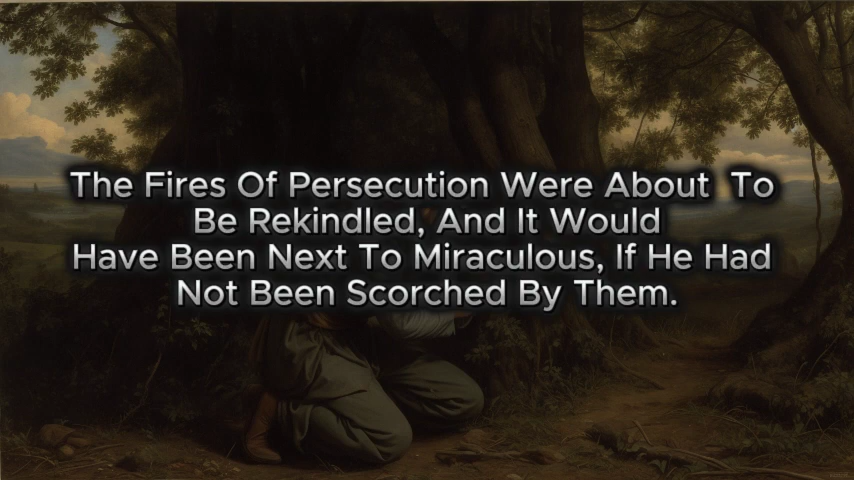 The Fires Of Persecution Were About  To
Be Rekindled, And It Would
Have Been Next To Miraculous, If He Had
Not Been Scorched By Them.